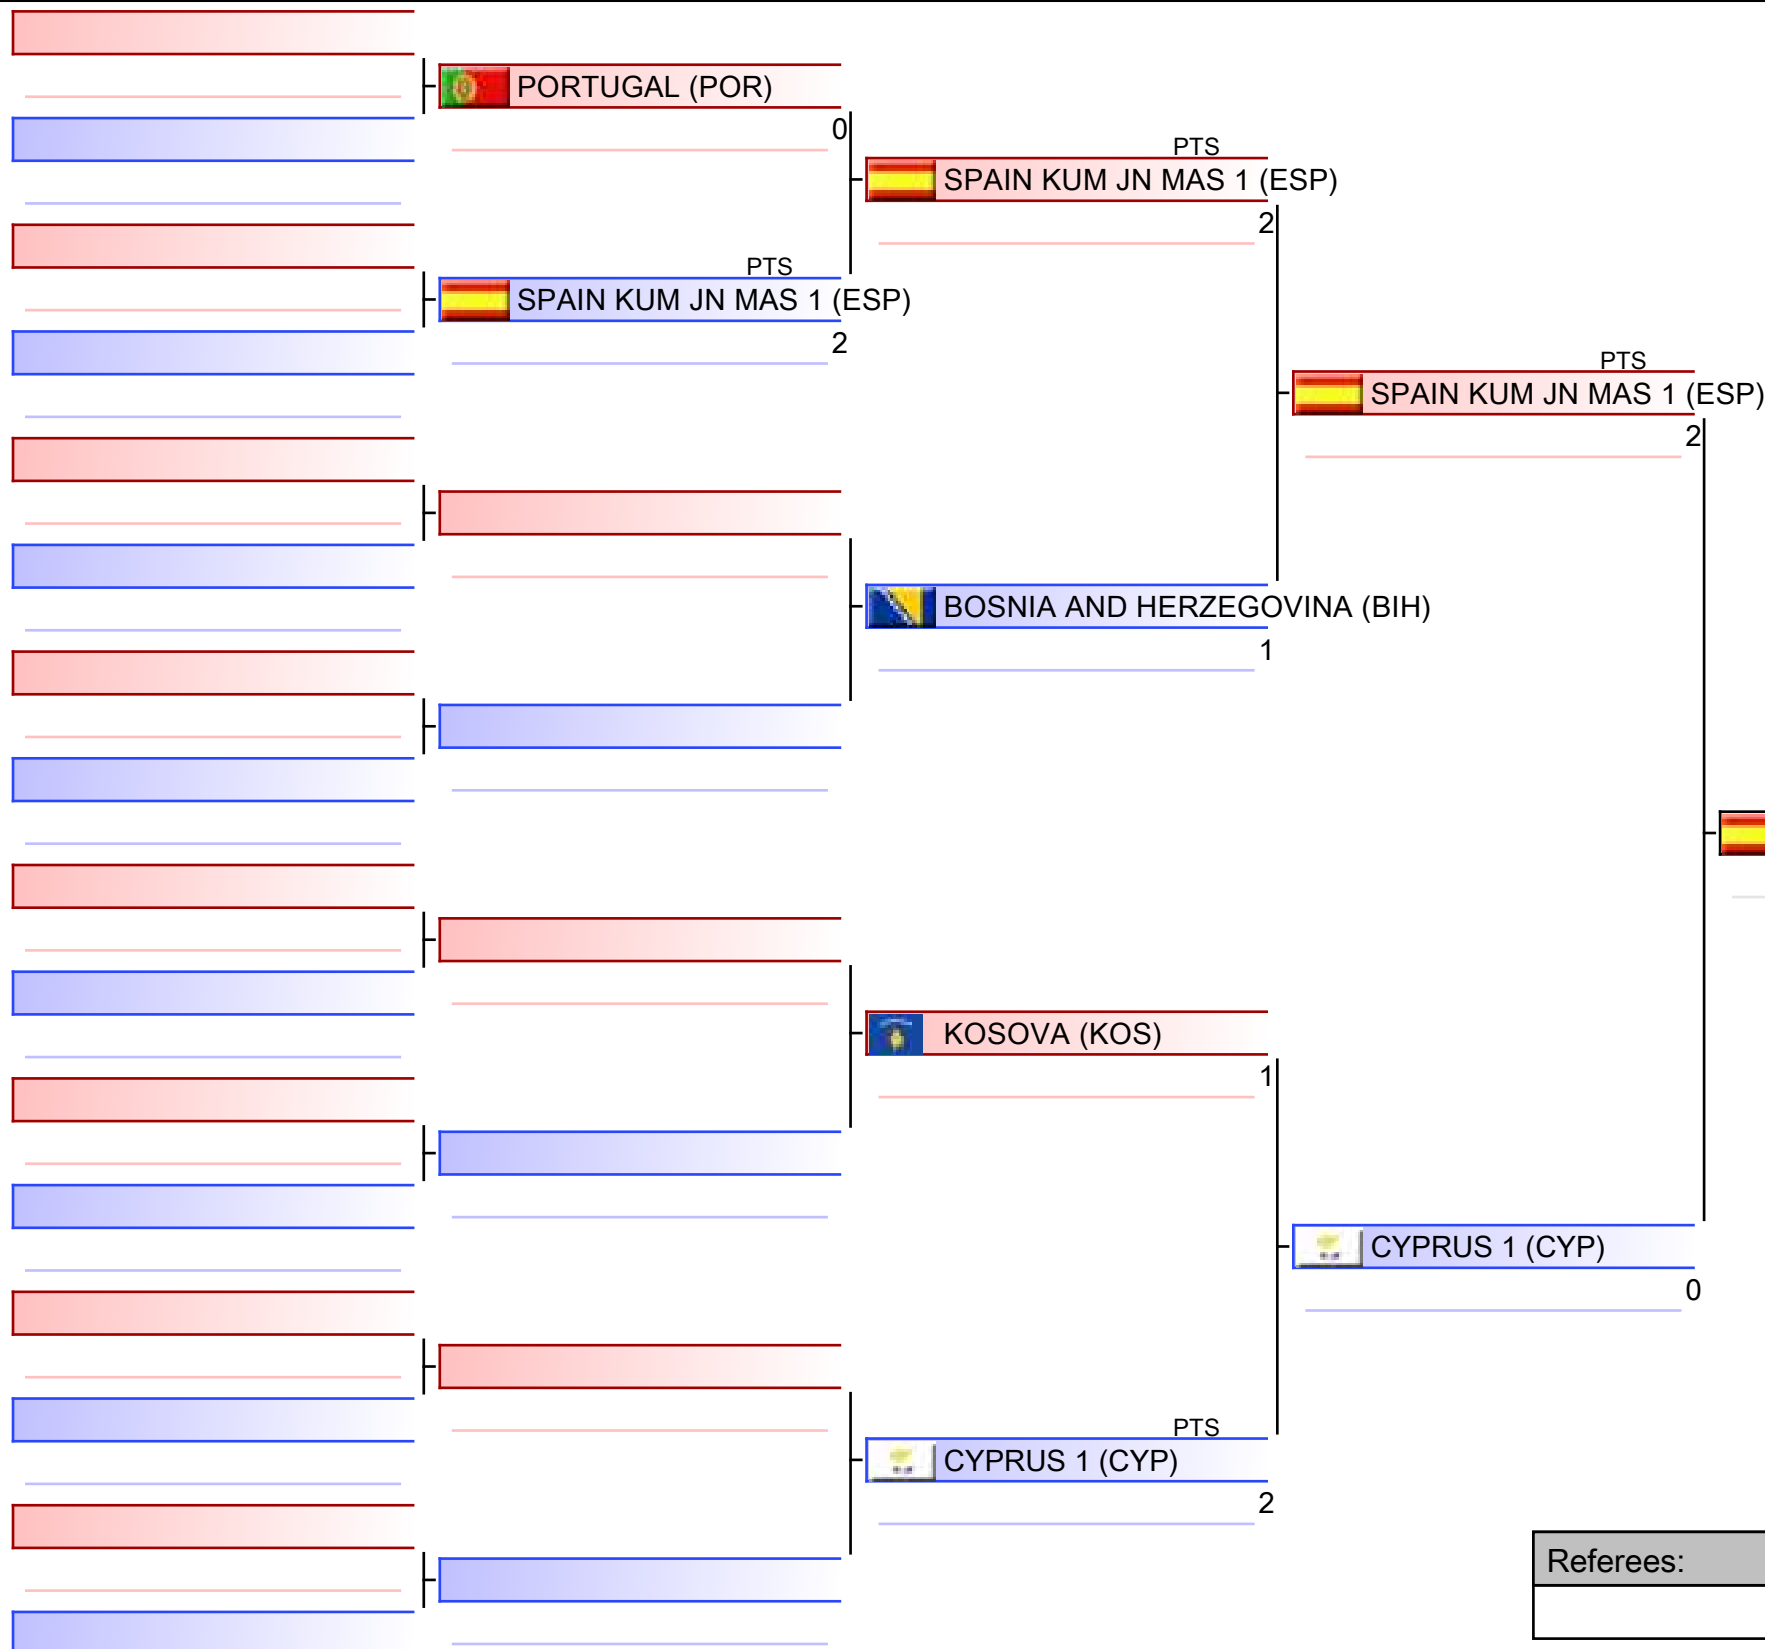 PORTUGAL (POR)
0
PTS
SPAIN KUM JN MAS 1 (ESP)
2
PTS
SPAIN KUM JN MAS 1 (ESP)
2
PTS
SPAIN KUM JN MAS 1 (ESP)
2
BOSNIA AND HERZEGOVINA (BIH)
1
KOSOVA (KOS)
1
CYPRUS 1 (CYP)
0
PTS
CYPRUS 1 (CYP)
2
Referees: